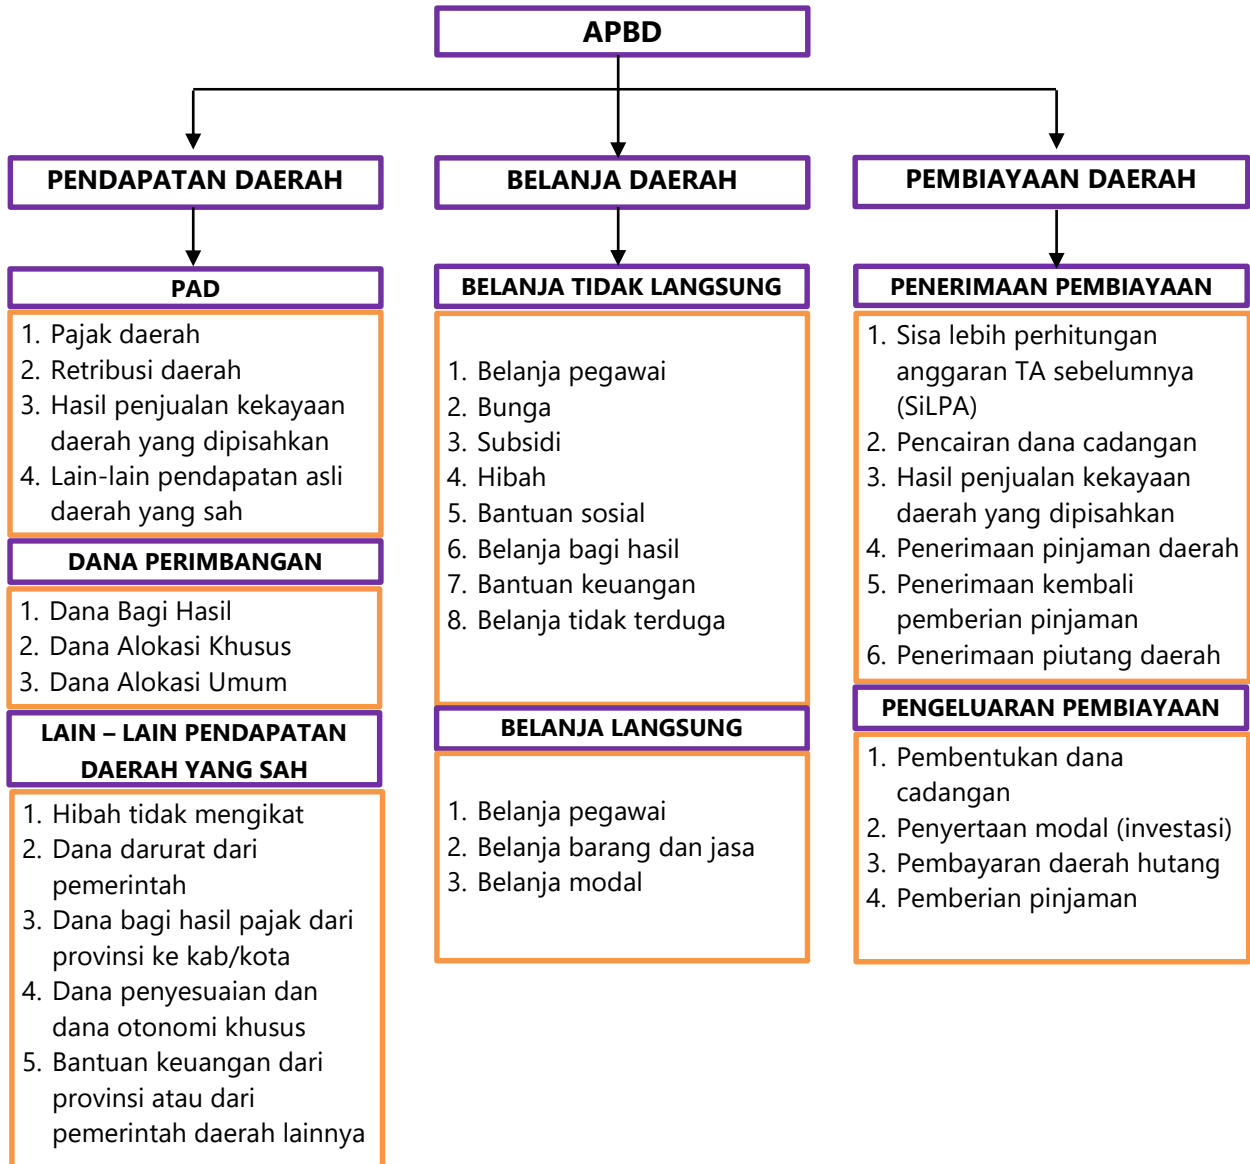 APBD
PENDAPATAN DAERAH
PAD
1. Pajak daerah
2. Retribusi daerah
3. Hasil penjualan kekayaan
daerah yang dipisahkan
4. Lain-lain pendapatan asli
daerah yang sah
DANA PERIMBANGAN
1. Dana Bagi Hasil
2. Dana Alokasi Khusus
3. Dana Alokasi Umum
LAIN – LAIN PENDAPATAN
DAERAH YANG SAH
1. Hibah tidak mengikat
2. Dana darurat dari
pemerintah
3. Dana bagi hasil pajak dari
provinsi ke kab/kota
4. Dana penyesuaian dan
dana otonomi khusus
5. Bantuan keuangan dari
provinsi atau dari
pemerintah daerah lainnya
BELANJA DAERAH
BELANJA TIDAK LANGSUNG
1. Belanja pegawai
2. Bunga
3. Subsidi
4. Hibah
5. Bantuan sosial
6. Belanja bagi hasil
7. Bantuan keuangan
8. Belanja tidak terduga
BELANJA LANGSUNG
1. Belanja pegawai
2. Belanja barang dan jasa
3. Belanja modal
PEMBIAYAAN DAERAH
PENERIMAAN PEMBIAYAAN
1. Sisa lebih perhitungan
anggaran TA sebelumnya
(SiLPA)
2. Pencairan dana cadangan
3. Hasil penjualan kekayaan
daerah yang dipisahkan
4. Penerimaan pinjaman daerah
5. Penerimaan kembali
pemberian pinjaman
6. Penerimaan piutang daerah
PENGELUARAN PEMBIAYAAN
1. Pembentukan dana
cadangan
2. Penyertaan modal (investasi)
3. Pembayaran daerah hutang
4. Pemberian pinjaman